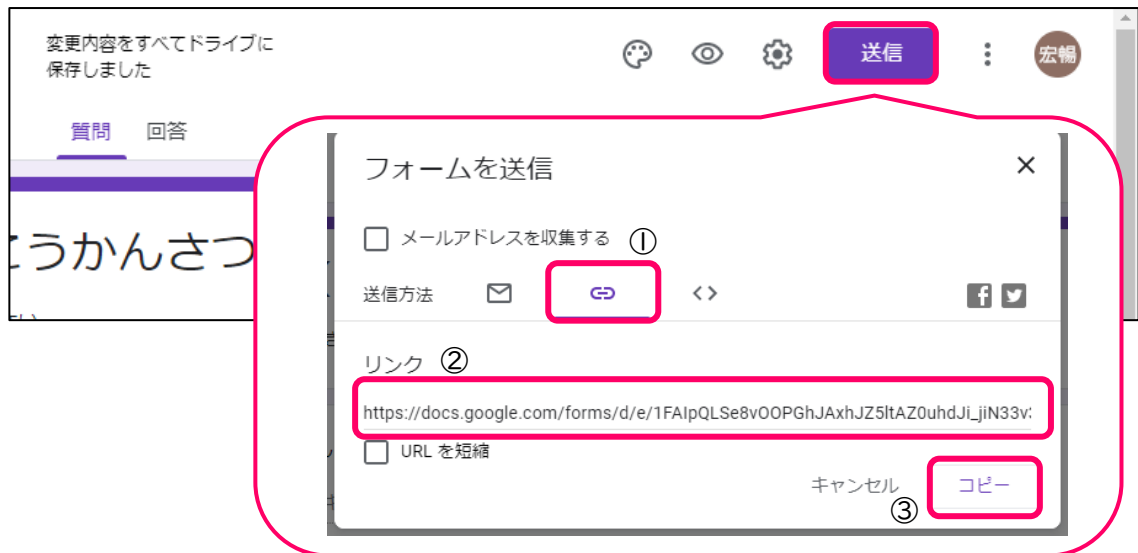 変更内容をすべてドライブに
保存しました
送信
宏暢
質問 回答
フォームを送信
こうかんさつ
メールアドレスを収集する ①
送信方法
リンク ②
https://docs.google.com/forms/d/e/1FAIpQLSe8vOOPGhJAxhJZ5ltAZ0uhdJi_jiN33v
URL を短縮
キャンセル コピー
③